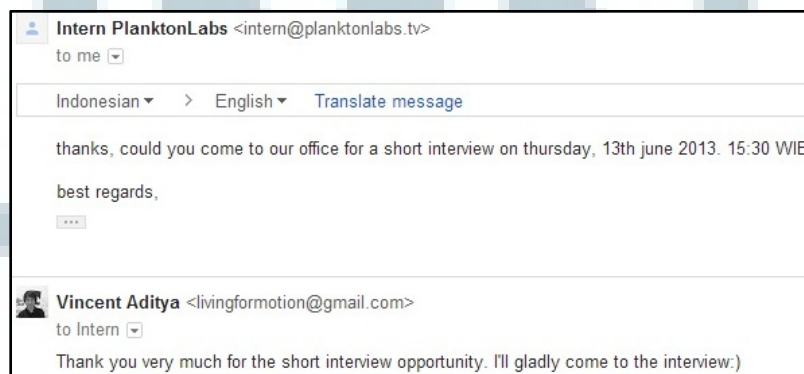 Intern PlanktonLabs <intern@planktonlabs.tv>
to me
Indonesian > English Translate message
thanks, could you come to our office for a short interview on thursday, 13th june 2013. 15:30
best regards,
...
Vincent Aditya <livingformotion@gmail.com>
to Intern
Thank you very much for the short interview opportunity. I'll gladly come to the interview:)